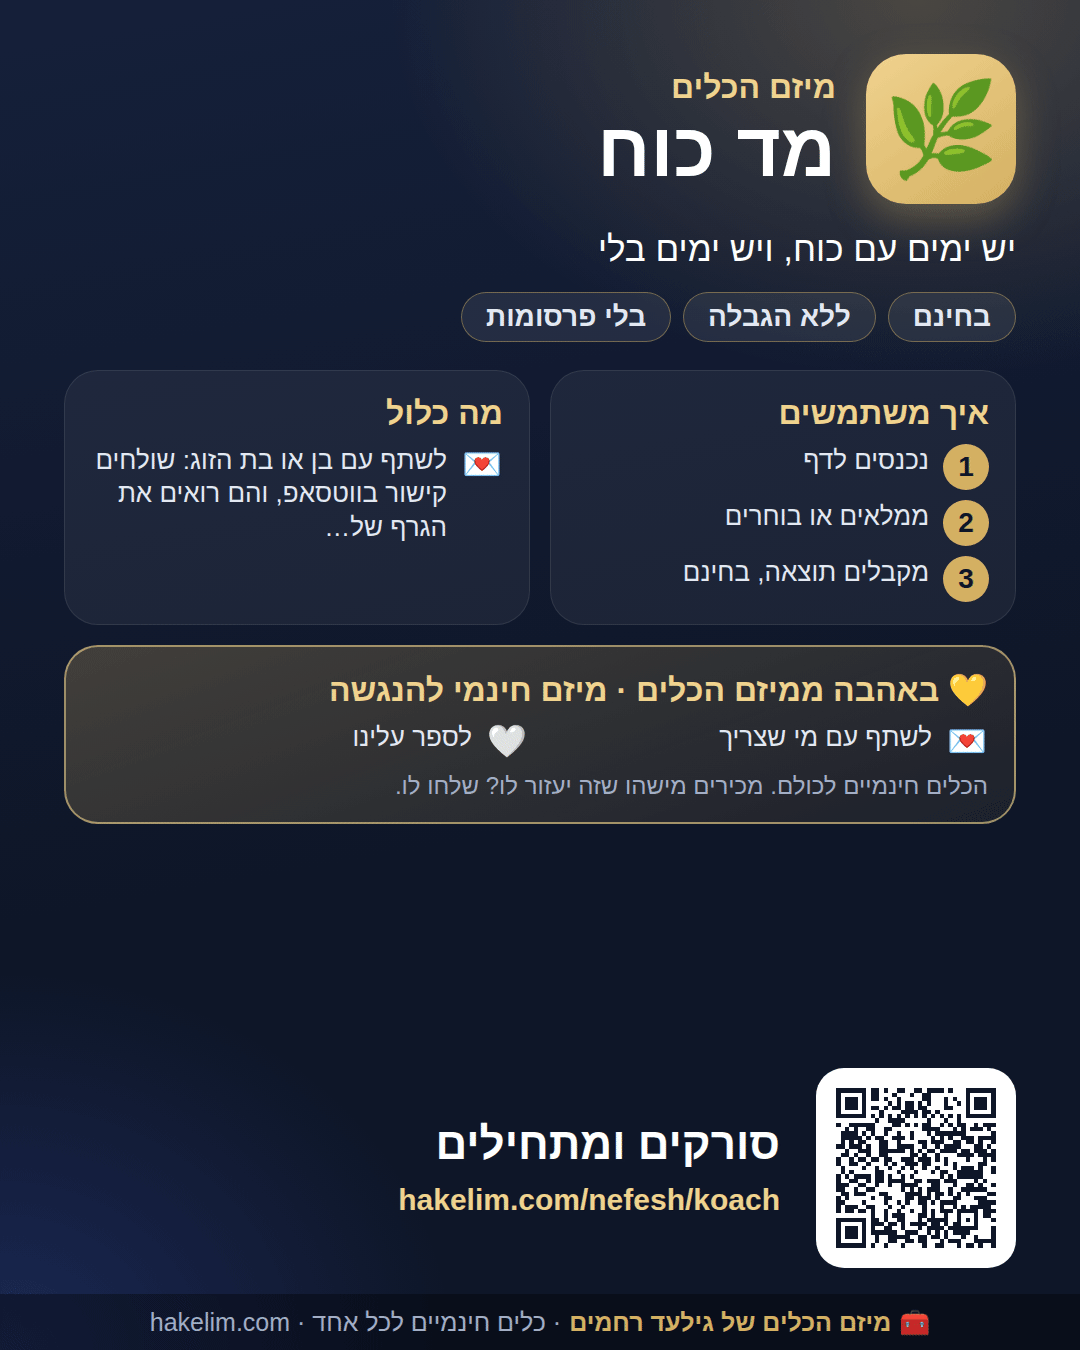 מיזם הכלים
מד כוח
יש ימים עם כוח, ויש ימים בלי
בחינם
ללא הגבלה
בלי פרסומות
איך משתמשים
1 נכנסים לדף
2 ממלאים או בוחרים
3 מקבלים תוצאה, בחינם
מה כלול
💌 לשתף עם בן או בת הזוג: שולחים
קישור בווטסאפ, והם רואים את
הגרף של...
💛 באהבה ממיזם הכלים · מיזם חינמי להנגשה
💌 לשתף עם מי שצריך
🤍 לספר עלינו
הכלים חינמיים לכולם. מכירים מישהו שזה יעזור לו? שלחו לו.
סורקים ומתחילים
hakelim.com/nefesh/koach
🧰 מיזם הכלים של גילעד רחמים · כלים חינמיים לכל אחד · hakelim.com